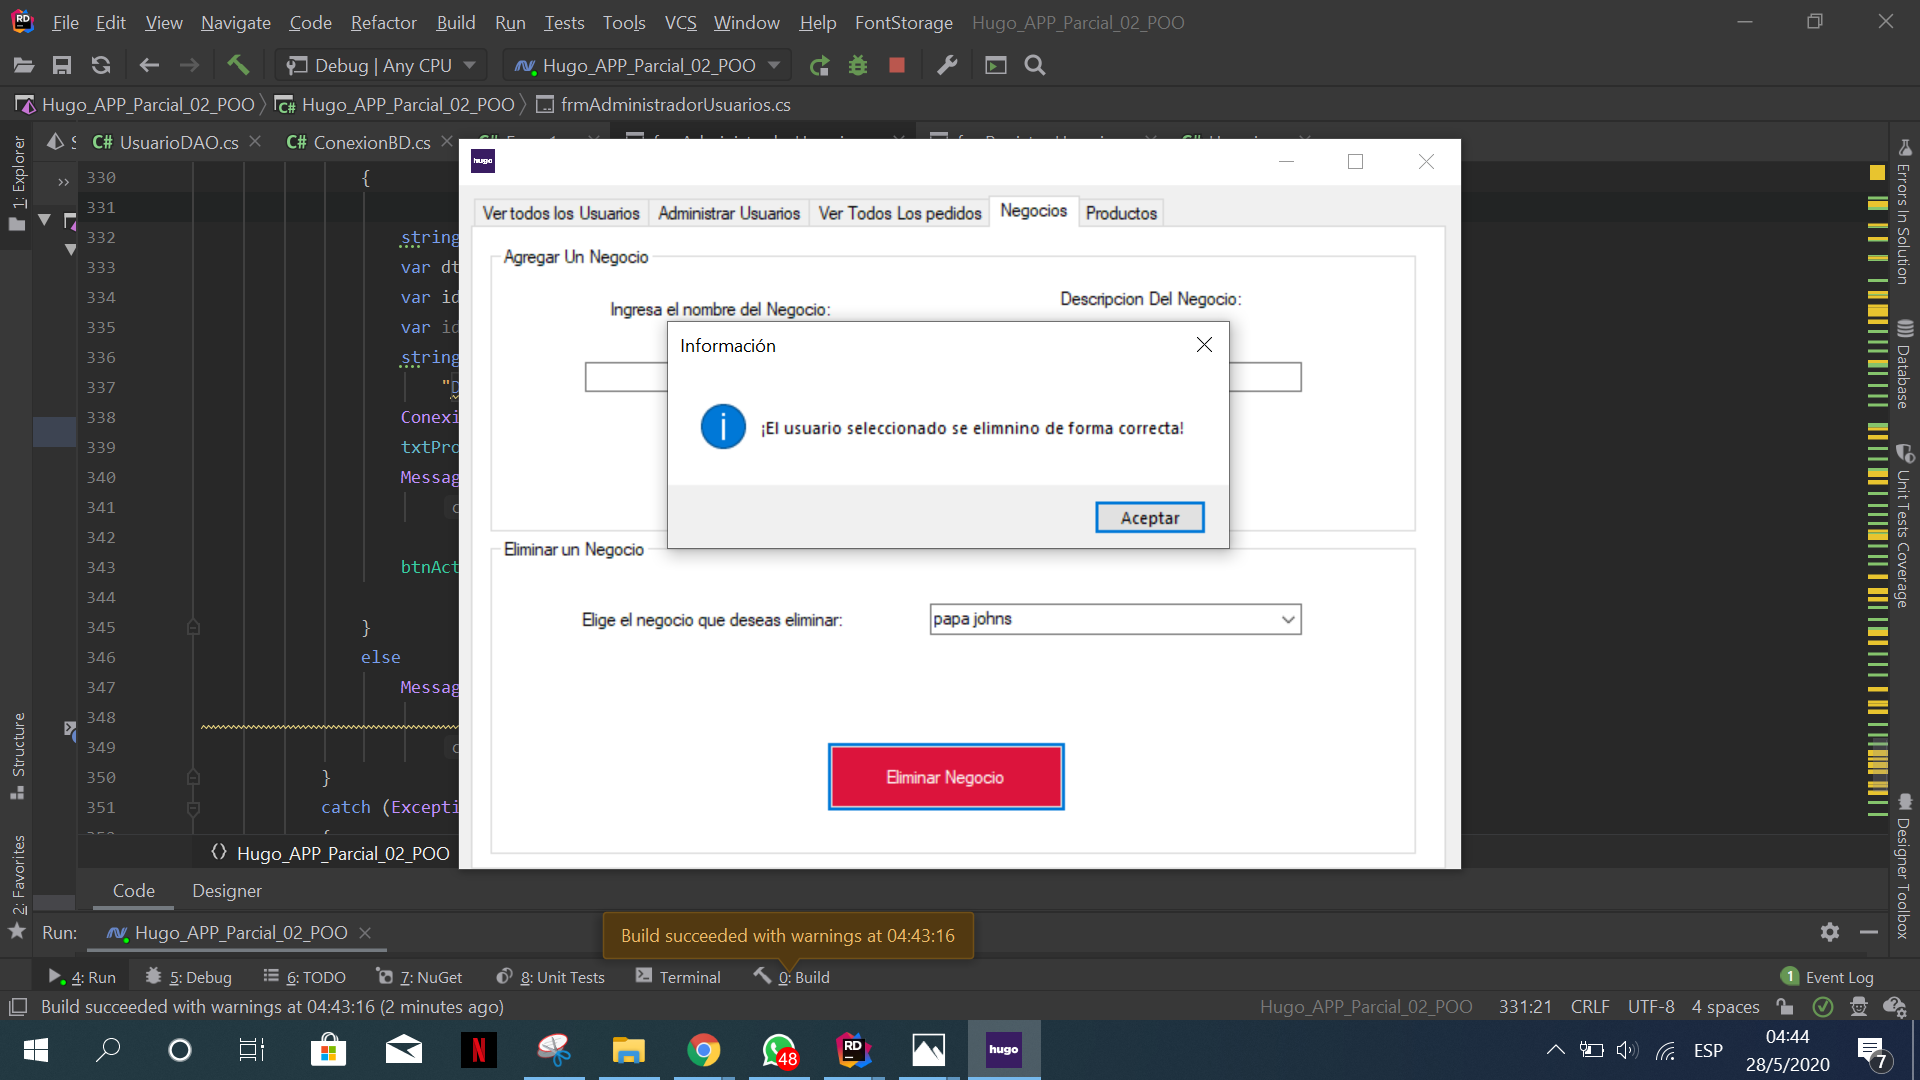 File Edit View Navigate Code Refactor Build Run Tests Tools VCS Window Help FontStorage Hugo_APP_Parcial_02_POO
Debug | Any CPU Hugo_APP_Parcial_02_POO
Hugo_APP_Parcial_02_POO Hugo_APP_Parcial_02_POO frmAdministradorUsuarios.cs
C# UsuarioDAO.cs C# ConexionBD.cs
1: Explorer
Structure
2: Favorites
Errors In Solution
Database
Unit Tests Coverage
Designer Toolbox
330 {
331
332 string
333 var dt
334 var id
335 var id
336 string
337 "D
338 Conexi
339 txtPro
340 Messag
341 c
342
343 btnAct
344
345 }
346 else
347 Messag
348
349 c
350 }
351 catch (Excepti
hugo
Ver todos los Usuarios Administrar Usuarios Ver Todos Los pedidos Negocios Productos
Agregar Un Negocio
Ingresa el nombre del Negocio: Descripcion Del Negocio:
Información
¡El usuario seleccionado se elimnino de forma correcta!
Aceptar
Eliminar un Negocio
Elige el negocio que deseas eliminar: papa johns
Eliminar Negocio
Hugo_APP_Parcial_02_POO
Code Designer
Run: Hugo_APP_Parcial_02_POO
Build succeeded with warnings at 04:43:16
4: Run 5: Debug 6: TODO 7: NuGet 8: Unit Tests Terminal 0: Build 1 Event Log
Build succeeded with warnings at 04:43:16 (2 minutes ago) Hugo_APP_Parcial_02_POO 331:21 CRLF UTF-8 4 spaces
N 48 RD hugo ESP 04:44
28/5/2020 7